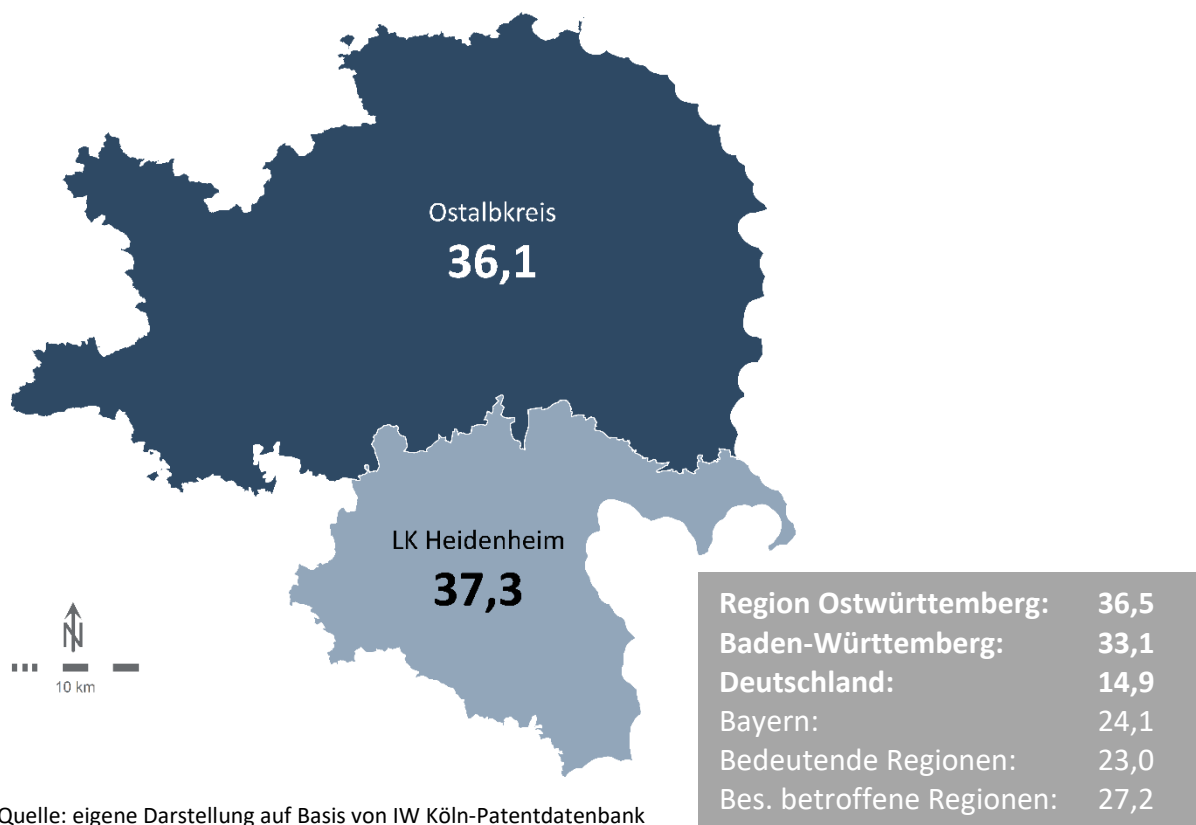 Ostalbkreis
36,1
LK Heidenheim
37,3
N
10 km
Region Ostwürttemberg: 36,5
Baden-Württemberg: 33,1
Deutschland: 14,9
Bayern: 24,1
Bedeutende Regionen: 23,0
Bes. betroffene Regionen: 27,2
Quelle: eigene Darstellung auf Basis von IW Köln-Patentdatenbank